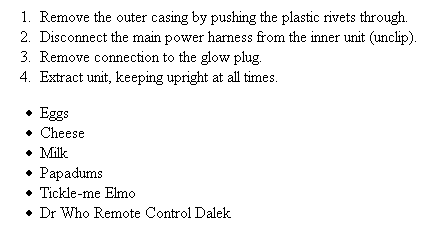 1. Remove the outer casing by pushing the plastic rivets through.
2. Disconnect the main power harness from the inner unit (unclip).
3. Remove connection to the glow plug.
4. Extract unit, keeping upright at all times.
◆ Eggs
◆ Cheese
◆ Milk
◆ Papadums
◆ Tickle-me Elmo
◆ Dr Who Remote Control Dalek